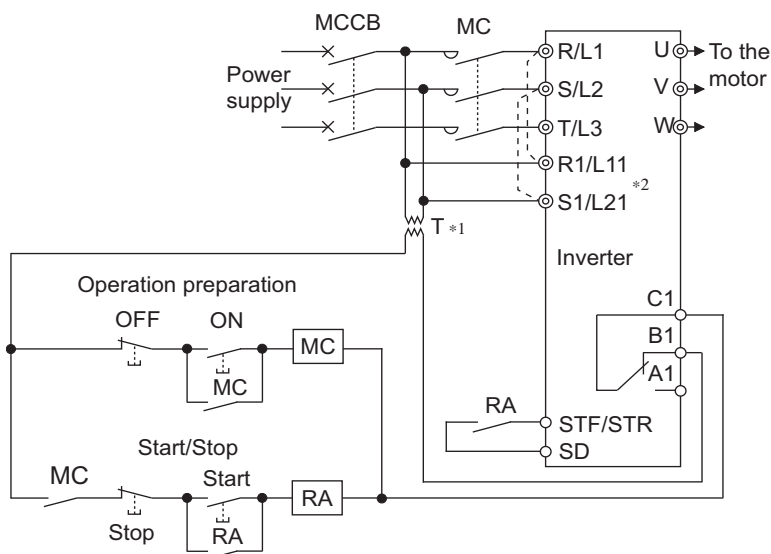 MCCB
MC
R/L1
U
To the
motor
Power
supply
S/L2
V
T/L3
W
R1/L11
*2
S1/L21
T *1
Inverter
Operation preparation
OFF
ON
MC
MC
C1
B1
A1
RA
STF/STR
SD
Start/Stop
MC
Start
RA
Stop
RA